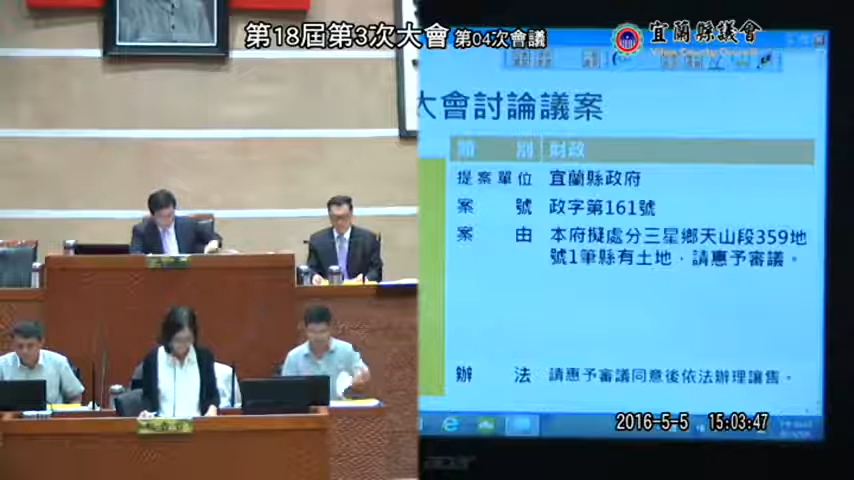 第18屆第3次大會 第04次會議
宜蘭縣議會
大會討論議案
類 別 財政
提案單位 宜蘭縣政府
案 號 政字第161號
案 由 本府擬處分三星鄉天山段359地
號1筆縣有土地，請惠予審議。
辦 法 請惠予審議同意後依法辦理讓售。
2016-5-5 15:03:47
acer